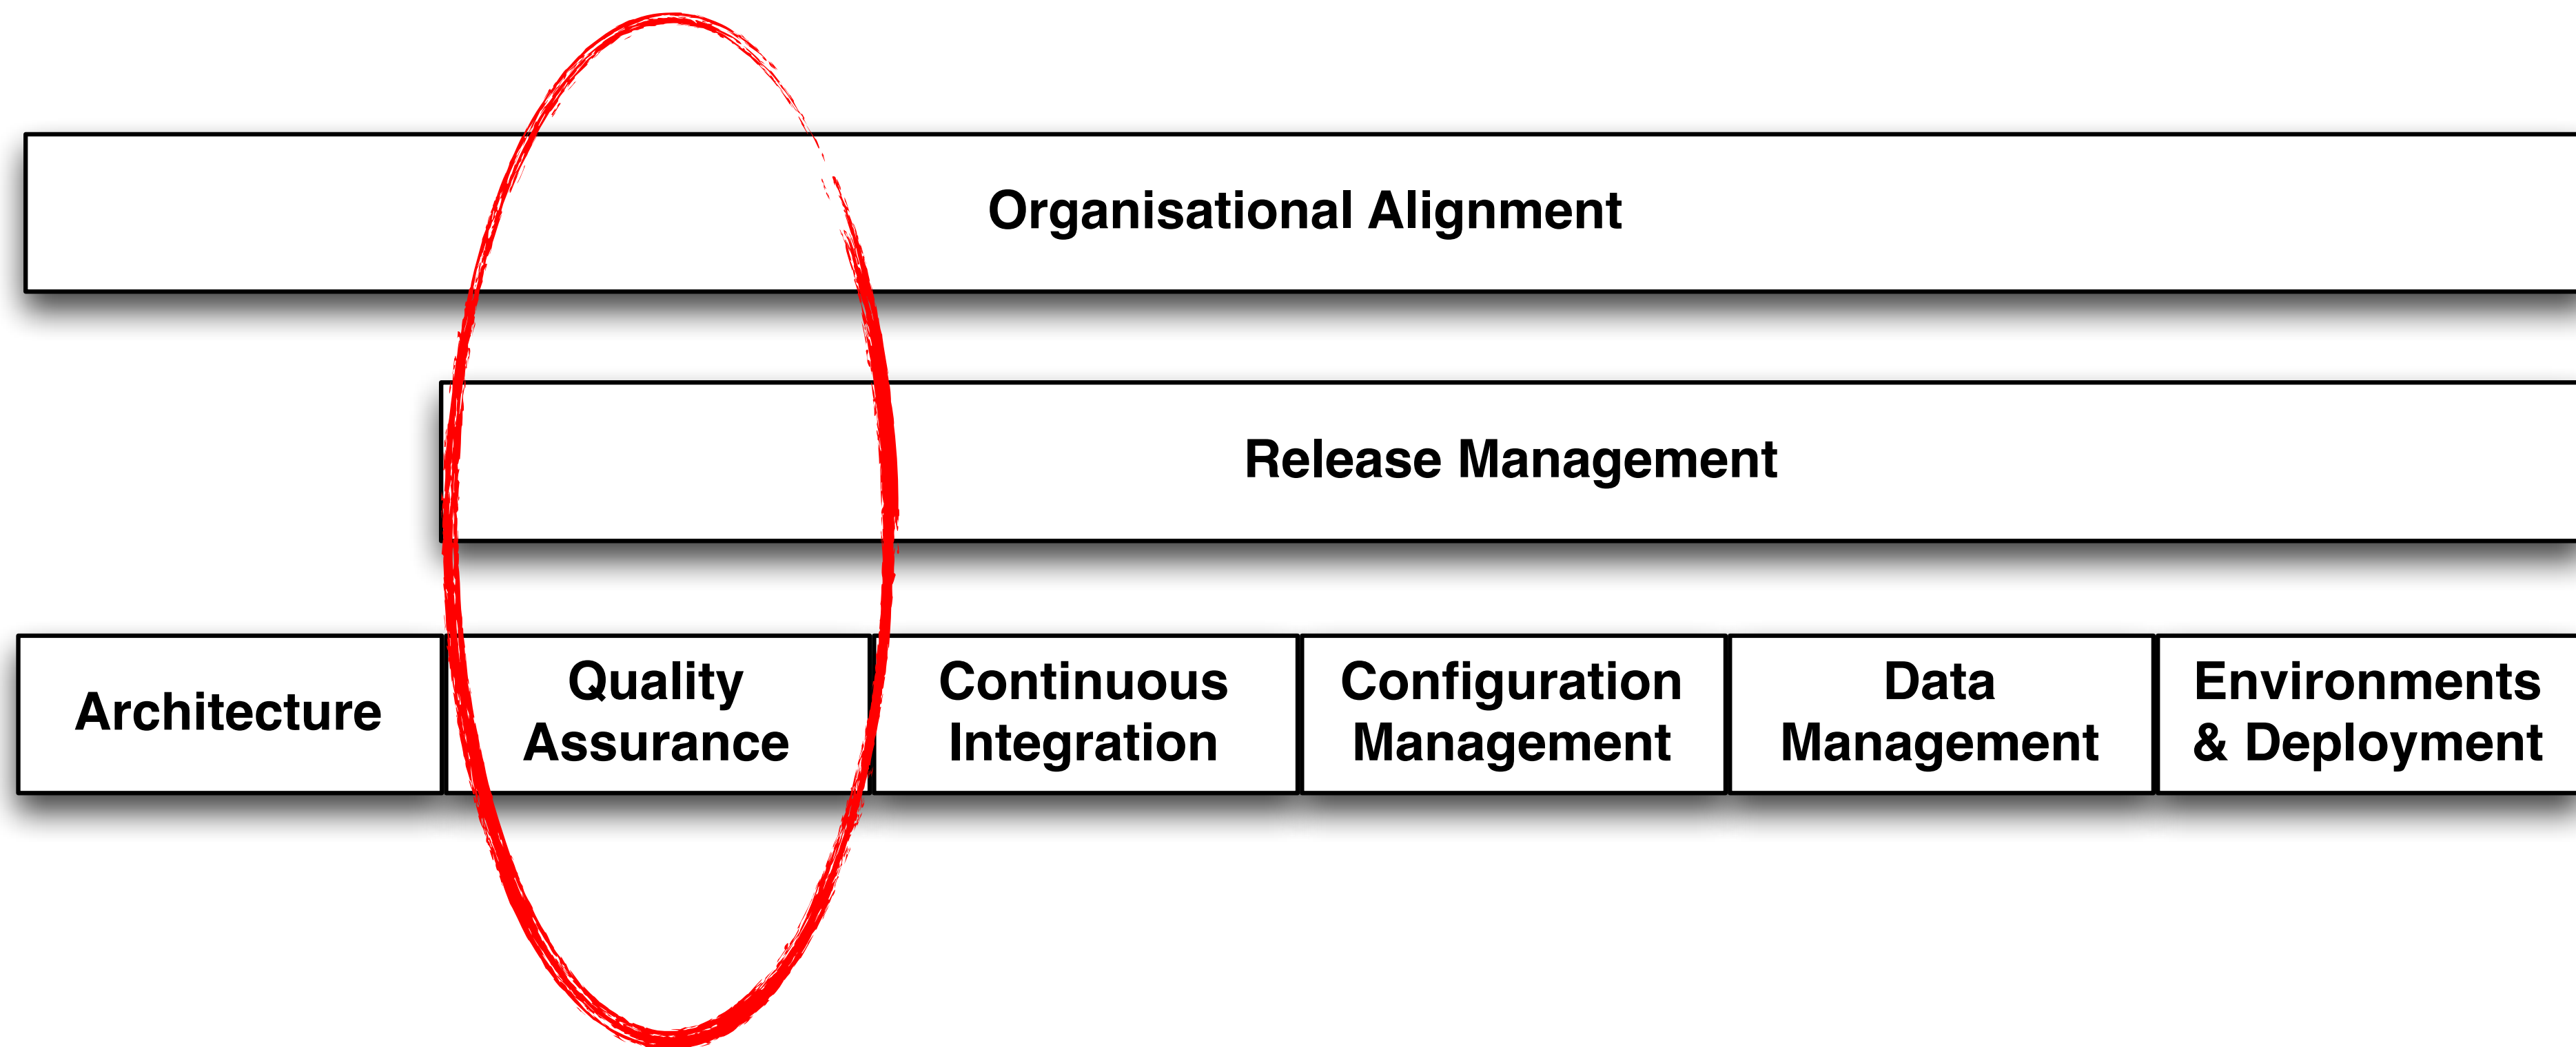 Organisational Alignment
Release Management
Architecture
Quality
Assurance
Continuous
Integration
Configuration
Management
Data
Management
Environments
& Deployment